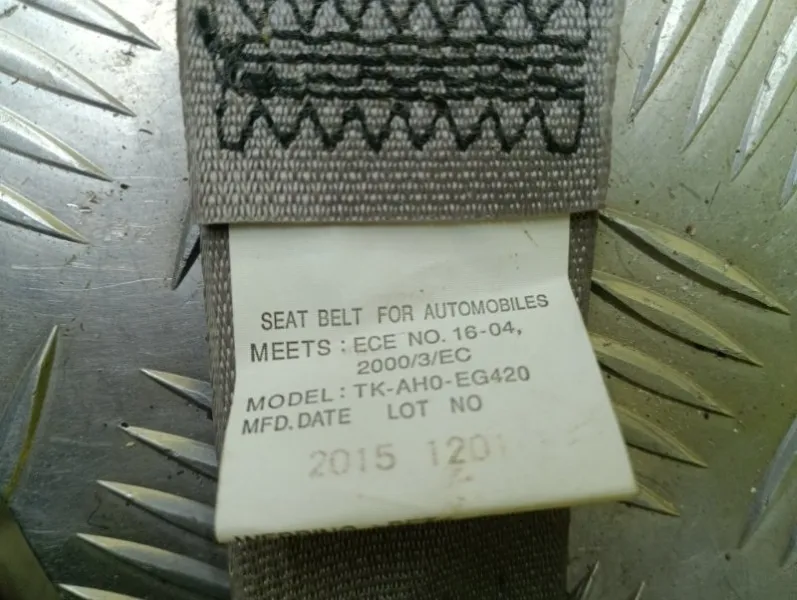 SEAT BELT FOR AUTOMOBILES
MEETS : ECE NO. 16-04,
2000/3/EC
MODEL : TK-AH0-EG420
MFD. DATE LOT NO
2015 1201